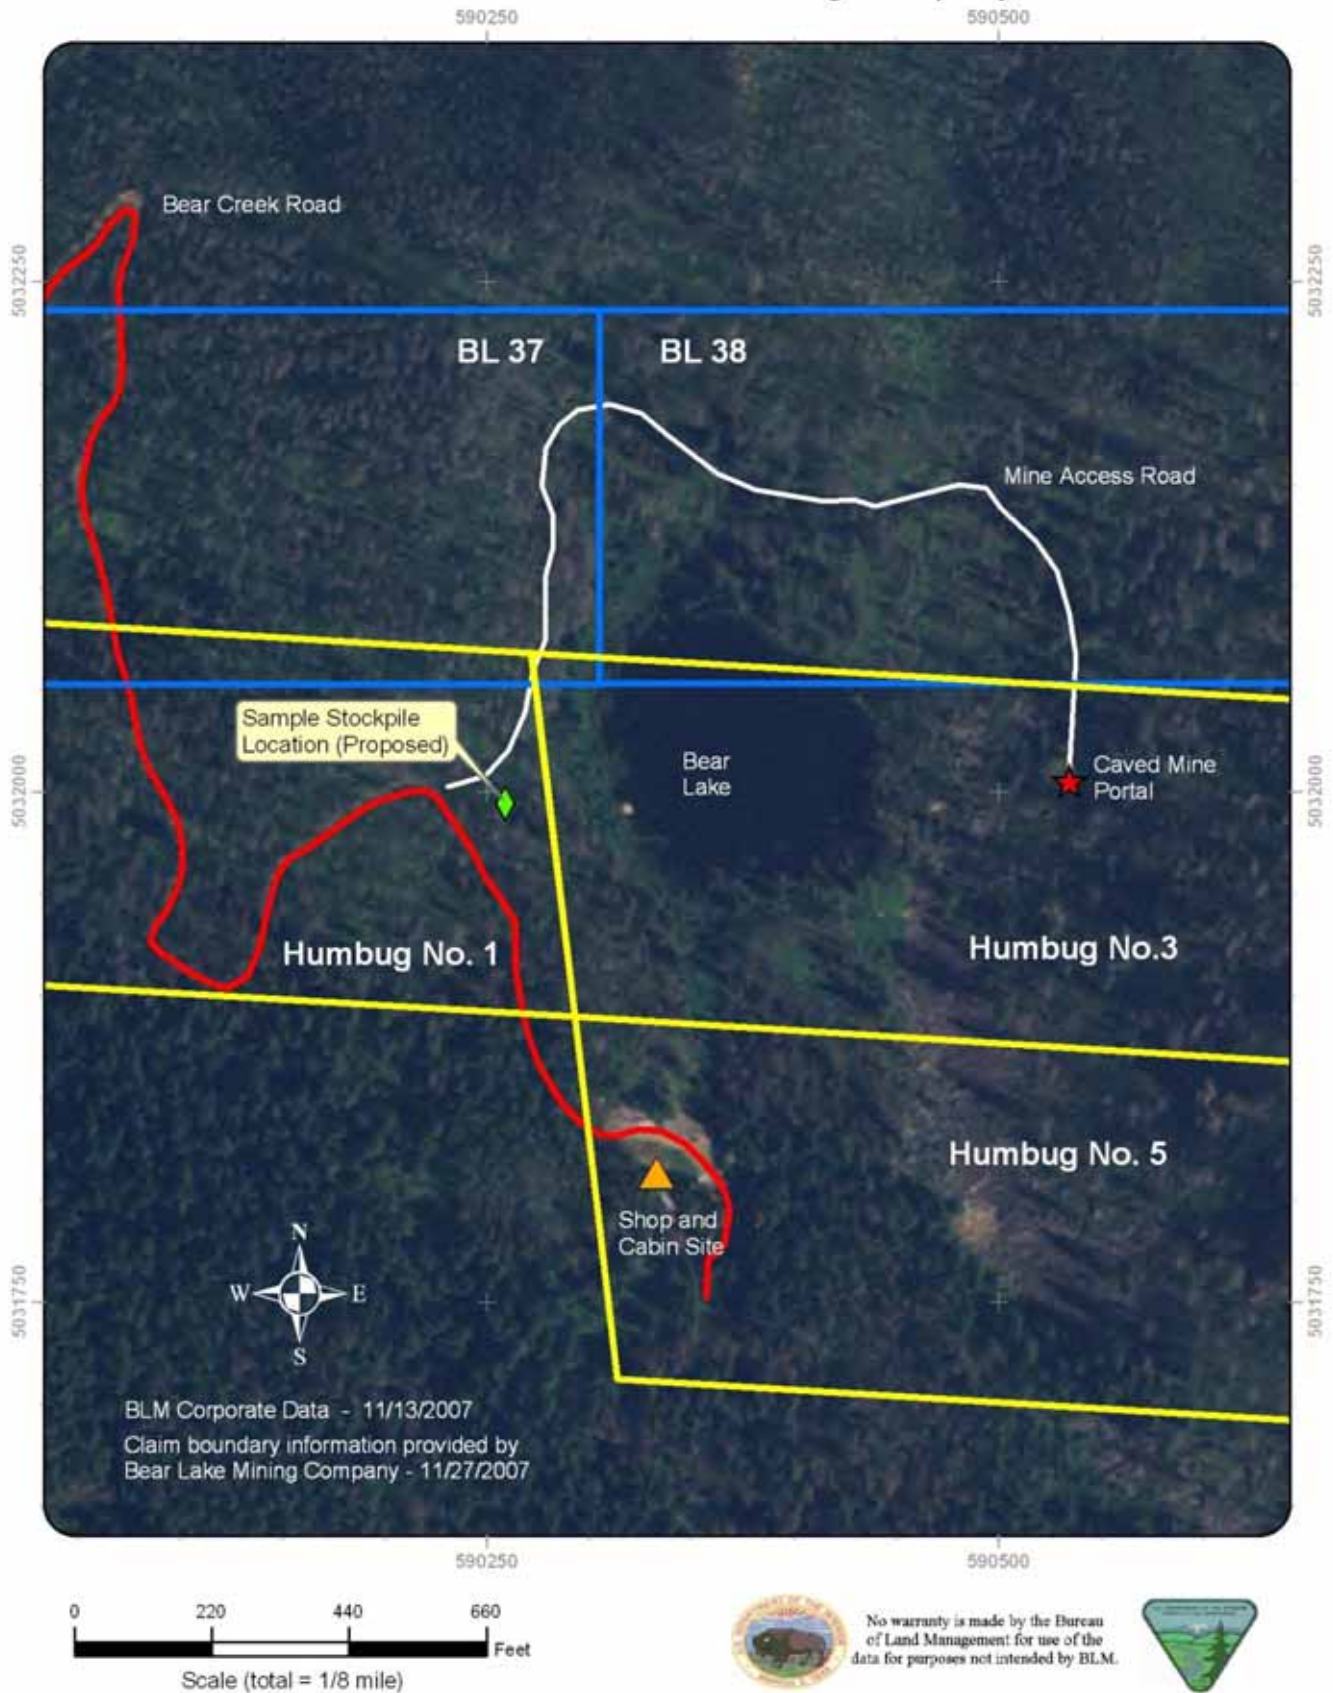 590250
590500
Bear Creek Road
5032250
5032250
BL 37
BL 38
Mine Access Road
Sample Stockpile
Location (Proposed)
Bear
Lake
Caved Mine
Portal
5032000
5032000
Humbug No. 1
Humbug No.3
Humbug No. 5
Shop and
Cabin Site
N
W
E
S
5031750
5031750
BLM Corporate Data - 11/13/2007
Claim boundary information provided by
Bear Lake Mining Company - 11/27/2007
590250
590500
0 220 440 660
Feet
Scale (total = 1/8 mile)
No warranty is made by the Bureau
of Land Management for use of the
data for purposes not intended by BLM.